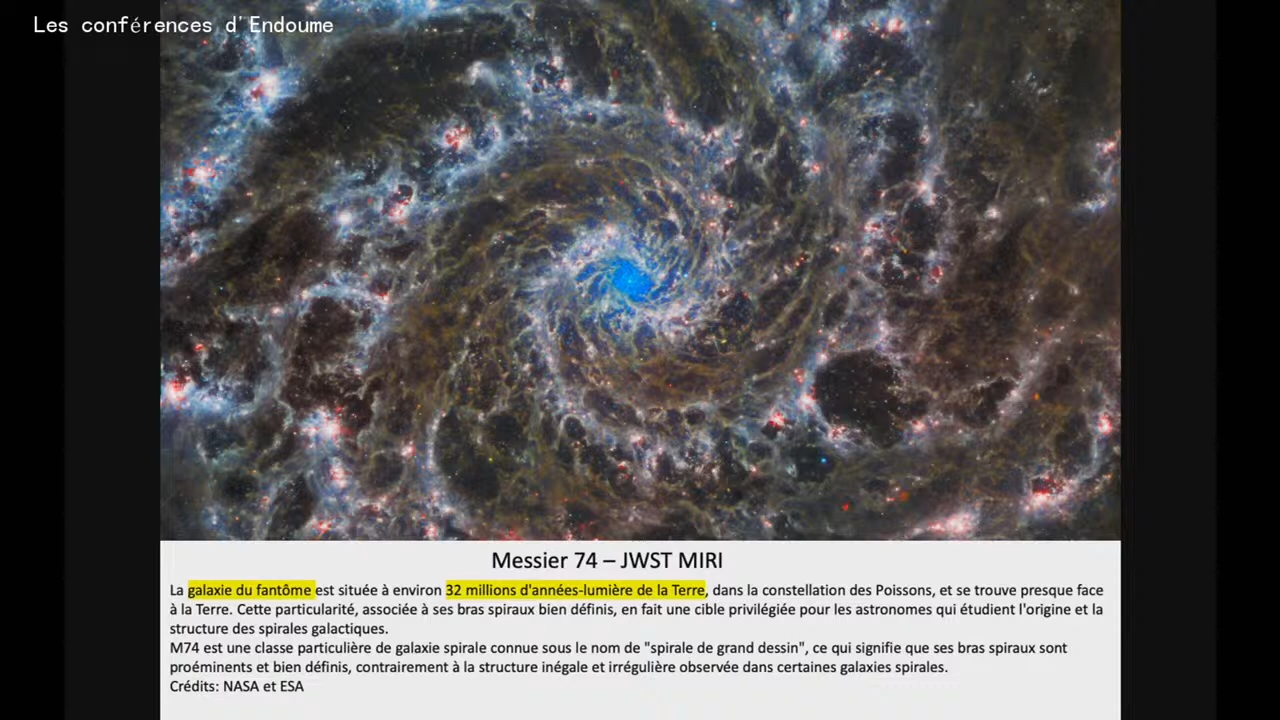 Les conférences d'Endoume
Messier 74 – JWST MIRI
La galaxie du fantôme est située à environ 32 millions d'années-lumière de la Terre, dans la constellation des Poissons, et se trouve presque face
à la Terre. Cette particularité, associée à ses bras spiraux bien définis, en fait une cible privilégiée pour les astronomes qui étudient l'origine et la
structure des spirales galactiques.
M74 est une classe particulière de galaxie spirale connue sous le nom de "spirale de grand dessin", ce qui signifie que ses bras spiraux sont
proéminents et bien définis, contrairement à la structure inégale et irrégulière observée dans certaines galaxies spirales.
Crédits: NASA et ESA